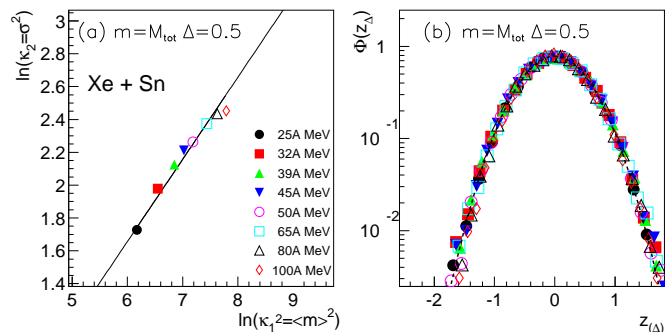 (a) m=M_tot Δ=0.5
Xe + Sn
ln(κ₂=σ²)
2.8
2.6
2.4
2.2
2
1.8
1.6
1.4
25A MeV
32A MeV
39A MeV
45A MeV
50A MeV
65A MeV
80A MeV
100A MeV
5 6 7 8 9
ln(κ₁²=<m>²)
(b) m=M_tot Δ=0.5
Φ(z_Δ)
1
10⁻¹
10⁻²
-2 -1 0 1
z_(Δ)